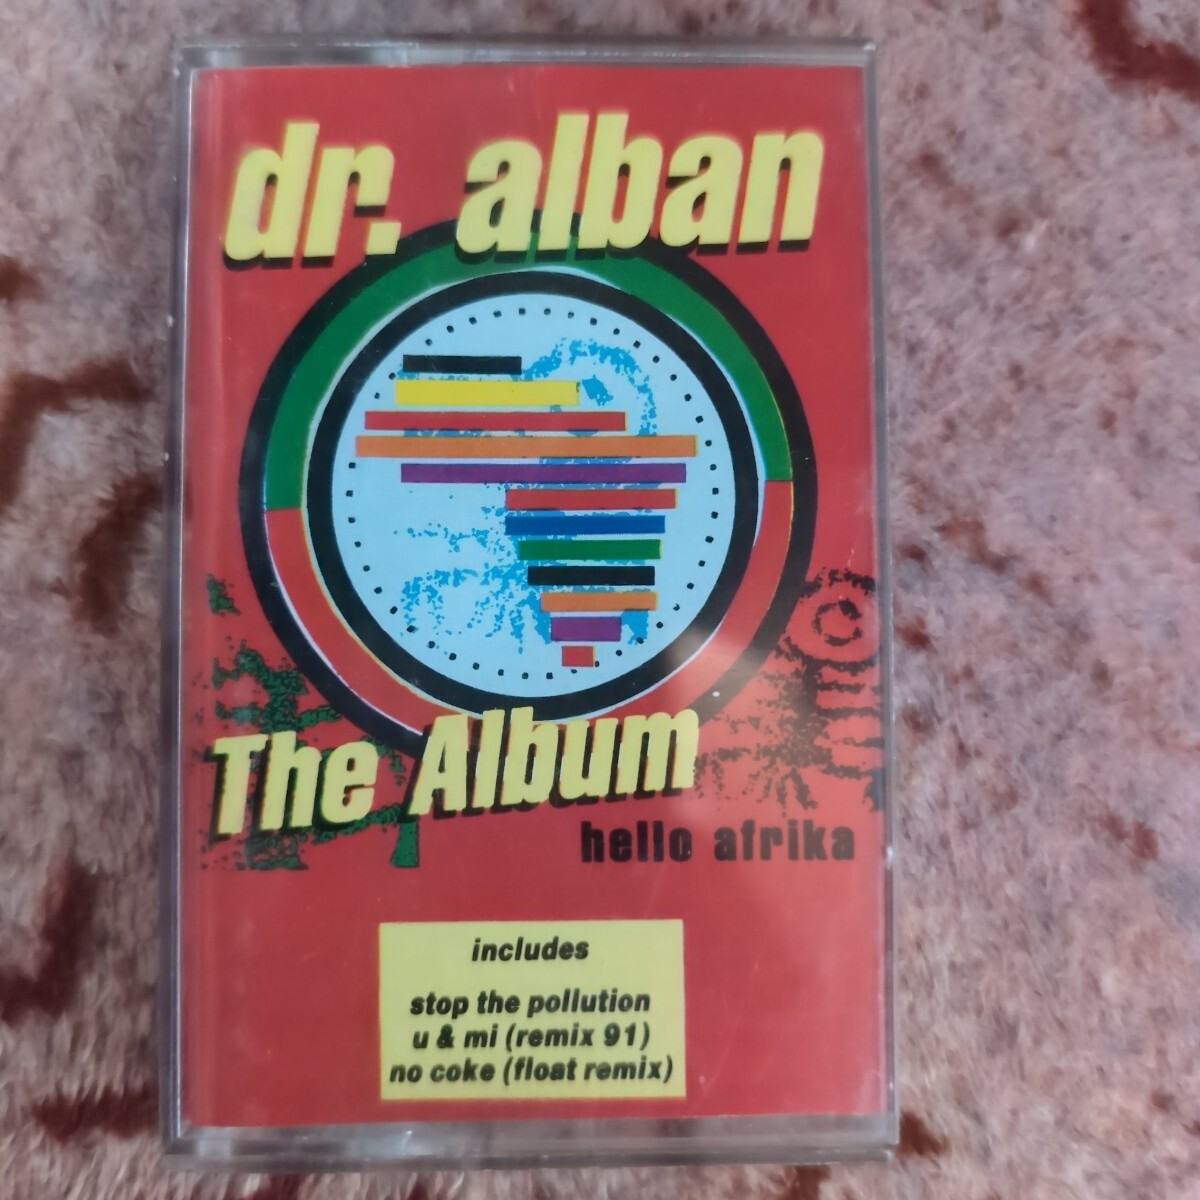 dr. alban
The Album
hello afrika
includes
stop the pollution
u & mi (remix 91)
no coke (float remix)